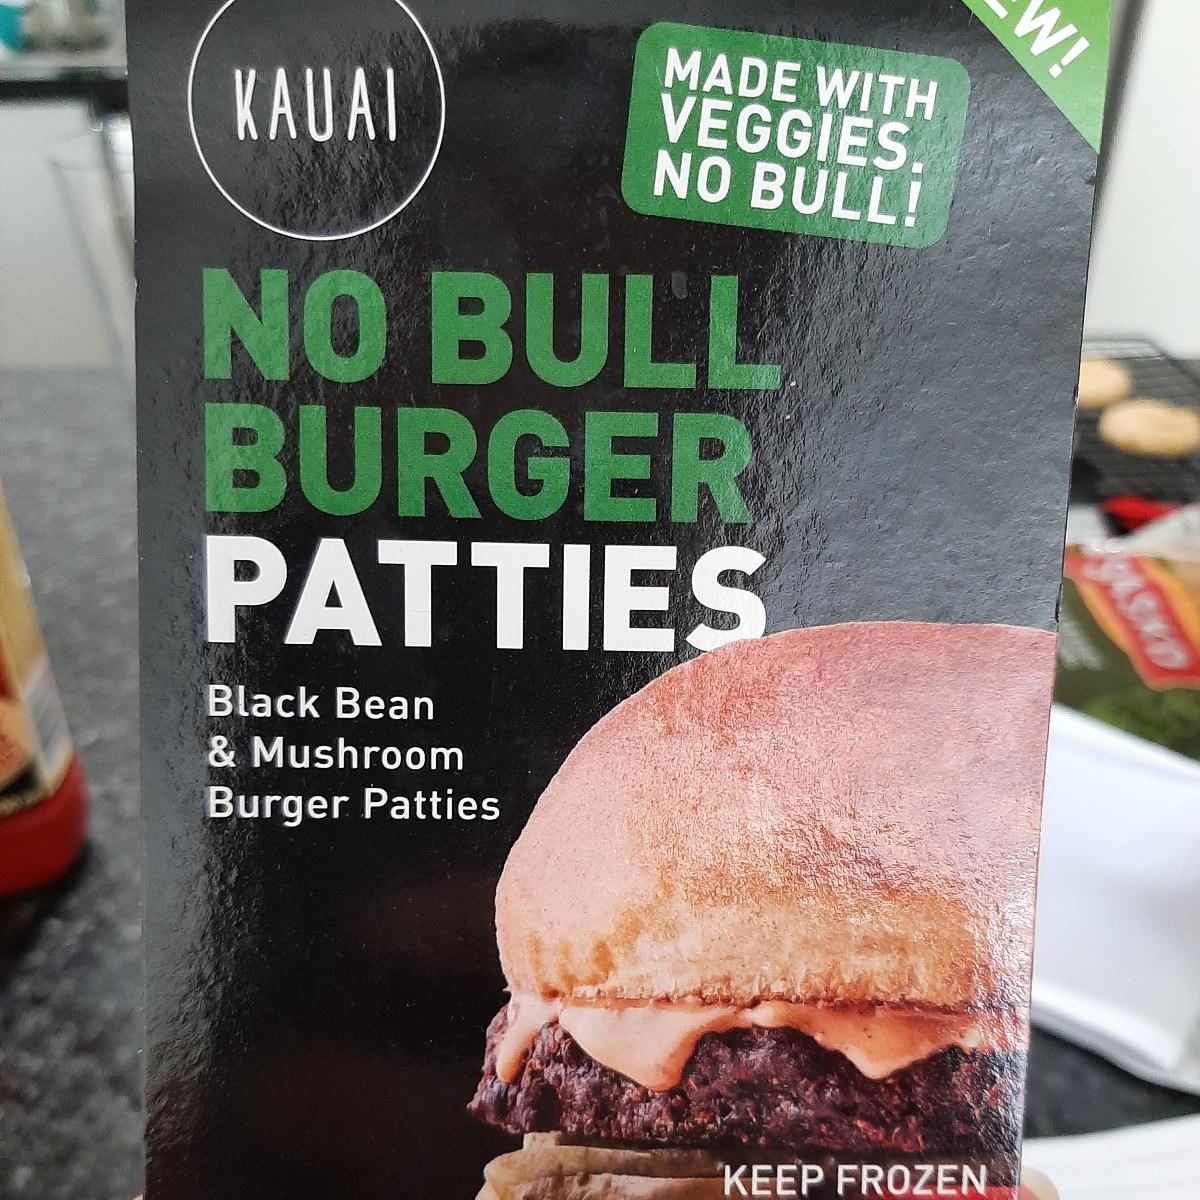 KAUAI
MADE WITH
VEGGIES.
NO BULL!
NO BULL
BURGER
PATTIES
Black Bean
& Mushroom
Burger Patties
KEEP FROZEN